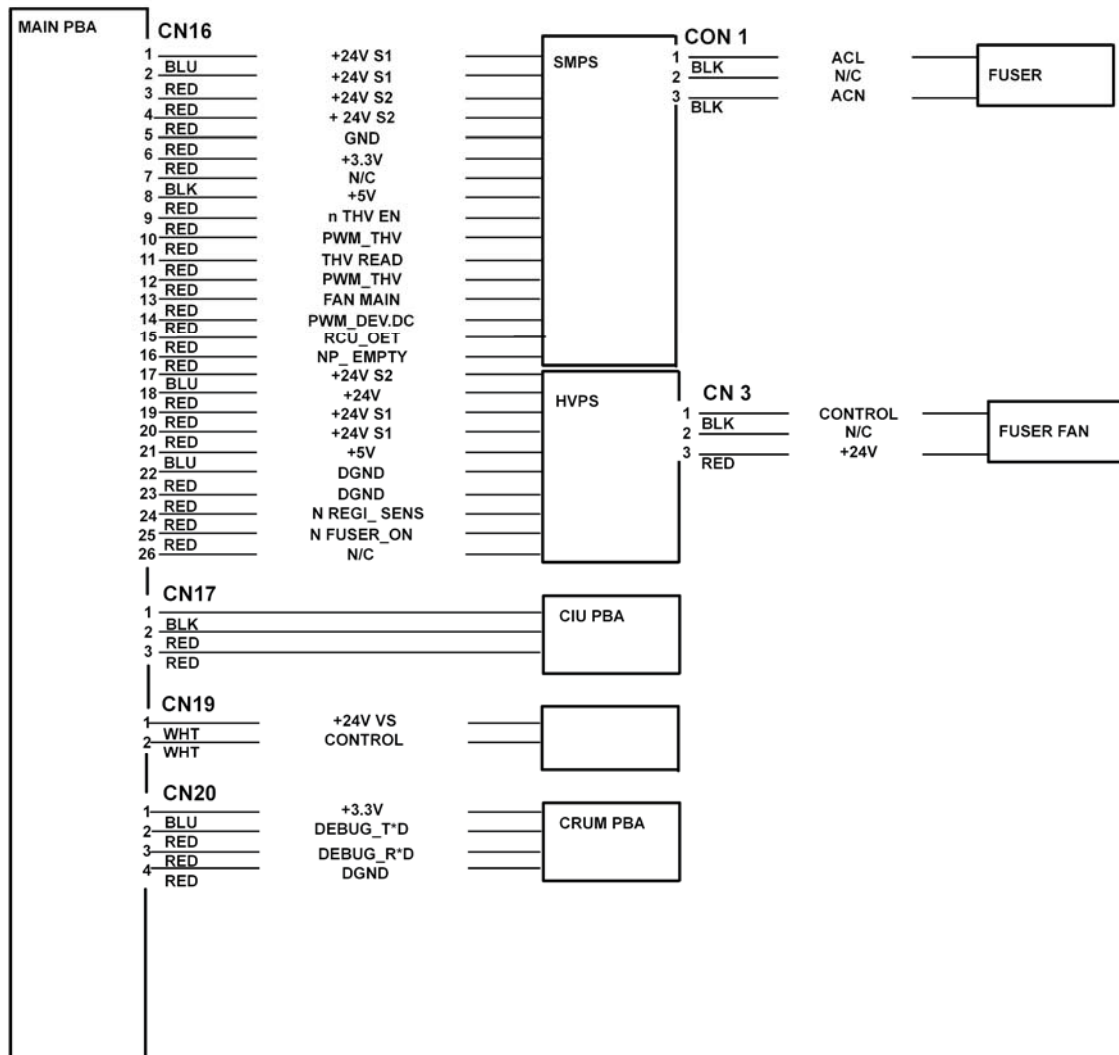 MAIN PBA
CN16
1 +24V S1
BLU
2 +24V S1
RED
3 +24V S2
RED
4 + 24V S2
RED
5 GND
RED
6 +3.3V
RED
7 N/C
BLK
8 +5V
RED
9 n THV EN
RED
10 PWM_THV
RED
11 THV READ
RED
12 PWM_THV
RED
13 FAN MAIN
RED
14 PWM_DEV.DC
RED
15 RCU_OET
RED
16 NP_ EMPTY
RED
17 +24V S2
BLU
18 +24V
RED
19 +24V S1
RED
20 +24V S1
RED
21 +5V
BLU
22 DGND
RED
23 DGND
RED
24 N REGI_ SENS
RED
25 N FUSER_ON
RED
26 N/C
SMPS
CON 1
1 ACL
BLK
2 N/C
3 ACN
BLK
FUSER
HVPS
CN 3
1 CONTROL
BLK
2 N/C
3 +24V
RED
FUSER FAN
CN17
1
BLK
2
RED
3
RED
CIU PBA
CN19
1 +24V VS
WHT
2 CONTROL
WHT
CN20
1 +3.3V
BLU
2 DEBUG_T*D
RED
3 DEBUG_R*D
RED
4 DGND
RED
CRUM PBA